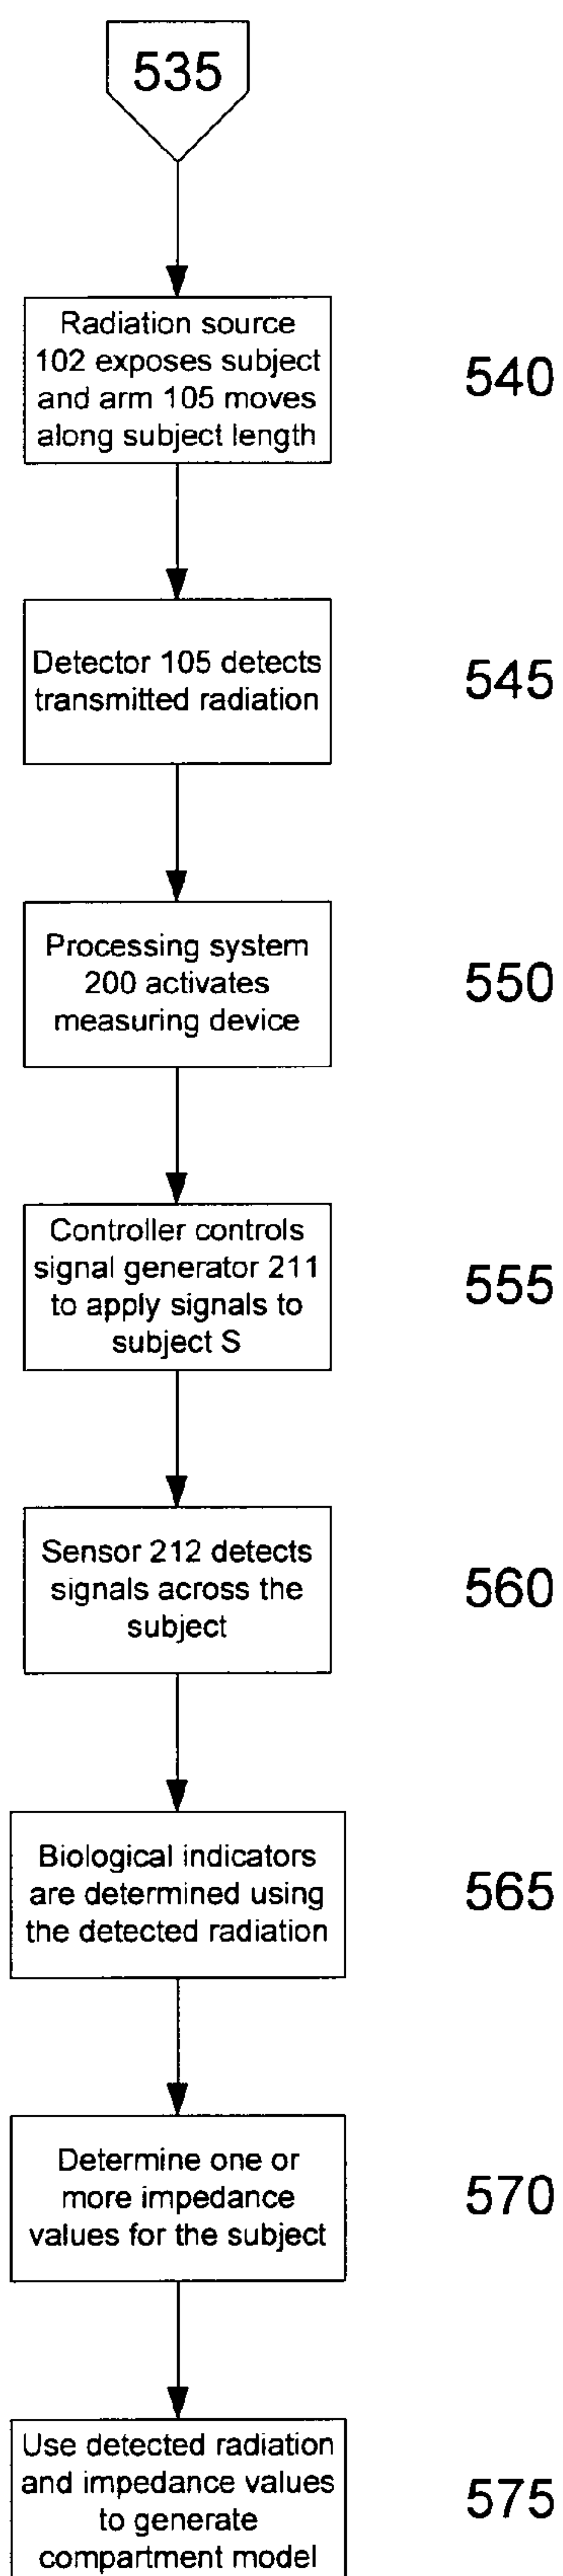 535
Radiation source
102 exposes subject
and arm 105 moves
along subject length
540
Detector 105 detects
transmitted radiation
545
Processing system
200 activates
measuring device
550
Controller controls
signal generator 211
to apply signals to
subject S
555
Sensor 212 detects
signals across the
subject
560
Biological indicators
are determined using
the detected radiation
565
Determine one or
more impedance
values for the subject
570
Use detected radiation
and impedance values
to generate
compartment model
575